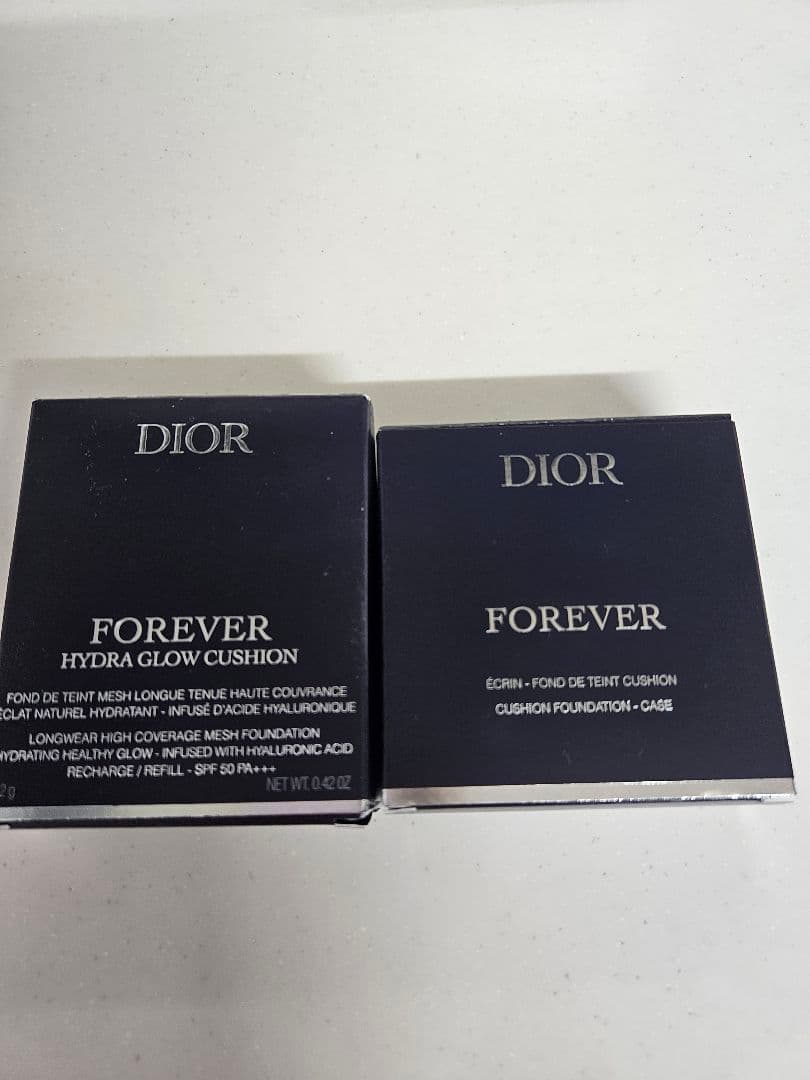 DIOR
FOREVER
HYDRA GLOW CUSHION
FOND DE TEINT MESH LONGUE TENUE HAUTE COUVRANCE
ÉCLAT NATUREL HYDRATANT - INFUSÉ D'ACIDE HYALURONIQUE
LONGWEAR HIGH COVERAGE MESH FOUNDATION
HYDRATING HEALTHY GLOW - INFUSED WITH HYALURONIC ACID
RECHARGE / REFILL - SPF 50 PA+++
2g NET WT. 0.42 OZ
DIOR
FOREVER
ÉCRIN - FOND DE TEINT CUSHION
CUSHION FOUNDATION - CASE